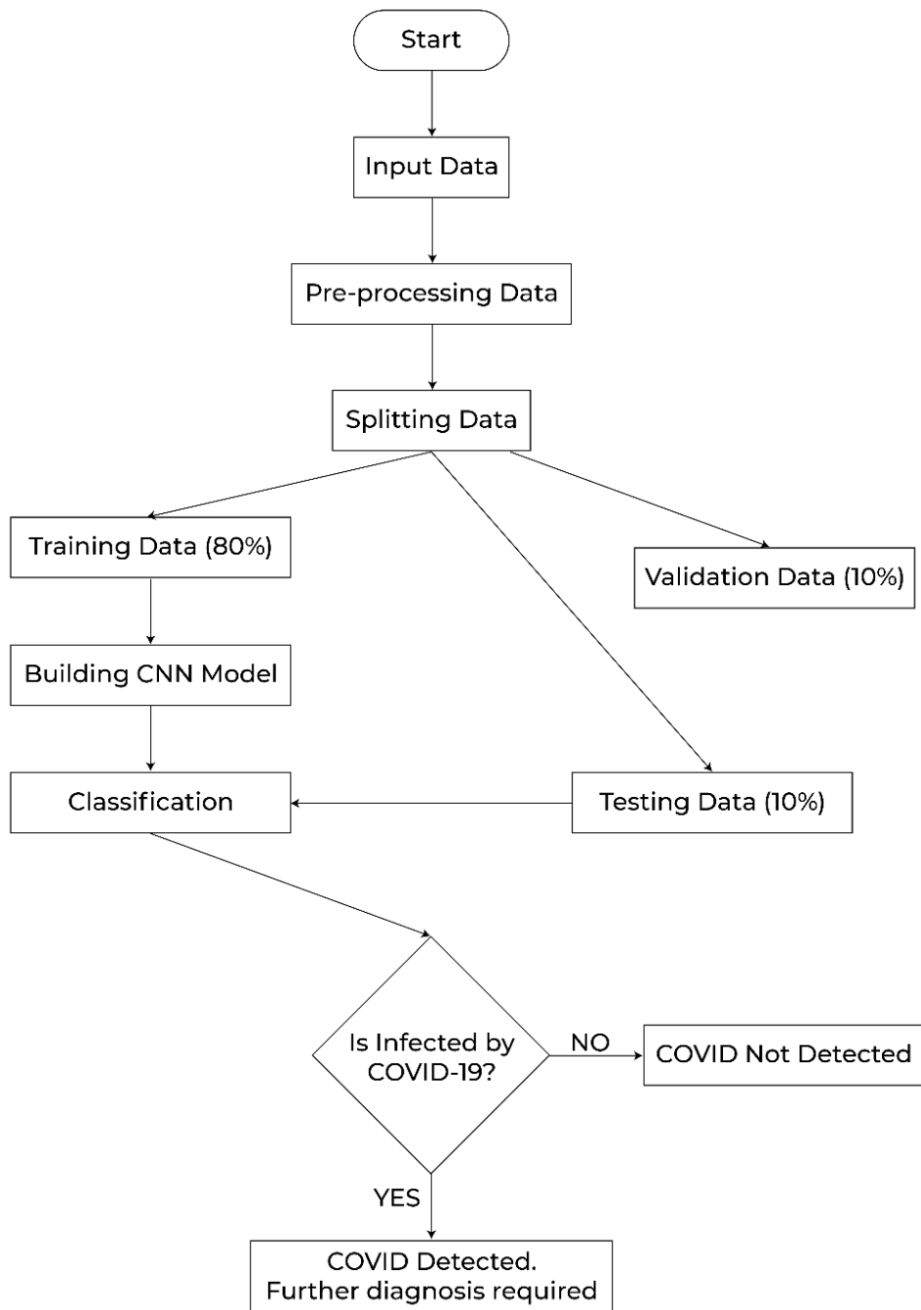 Start
Input Data
Pre-processing Data
Splitting Data
Training Data (80%)
Validation Data (10%)
Building CNN Model
Classification
Testing Data (10%)
Is Infected by
COVID-19?
NO
COVID Not Detected
YES
COVID Detected.
Further diagnosis required